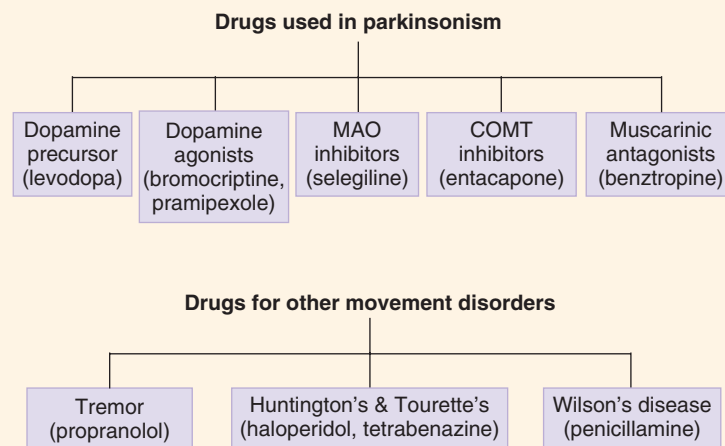 Drugs used in parkinsonism
Dopamine
precursor
(levodopa)
Dopamine
agonists
(bromocriptine,
pramipexole)
MAO
inhibitors
(selegiline)
COMT
inhibitors
(entacapone)
Muscarinic
antagonists
(benztropine)
Drugs for other movement disorders
Tremor
(propranolol)
Huntington's & Tourette's
(haloperidol, tetrabenazine)
Wilson's disease
(penicillamine)